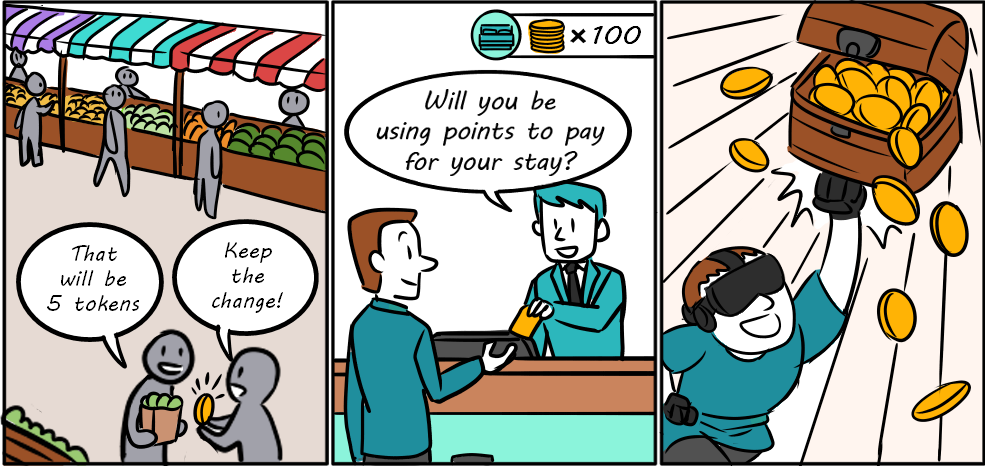 That
will be
5 tokens
Keep
the
change!
×100
Will you be
using points to pay
for your stay?